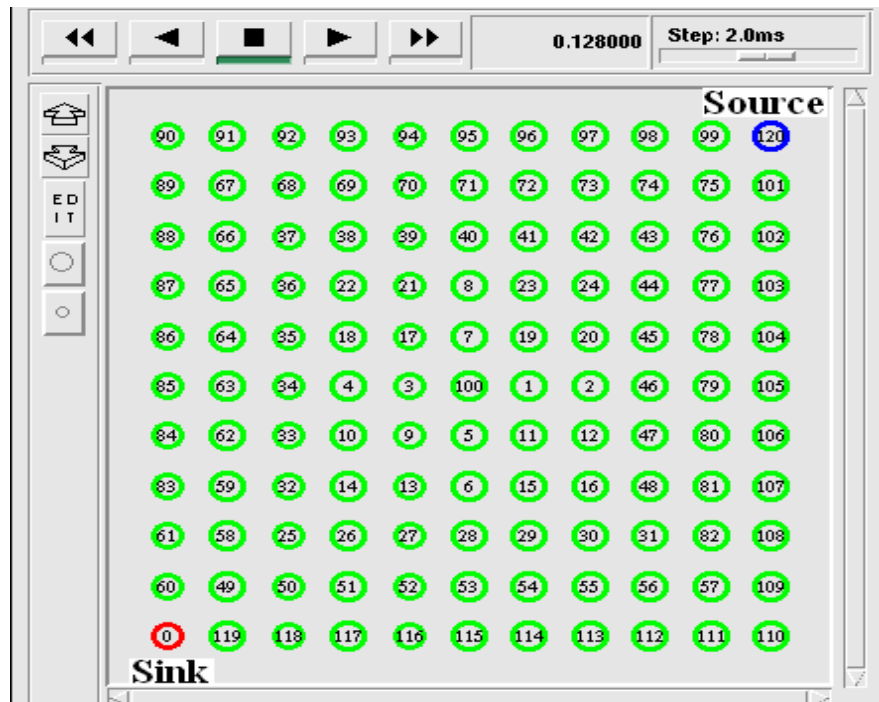 0.128000 Step: 2.0ms
Source
E D
I T
90 91 92 93 94 95 96 97 98 99 120
89 67 68 69 70 71 72 73 74 75 101
88 66 37 38 39 40 41 42 43 76 102
87 65 36 22 21 8 23 24 44 77 103
86 64 35 18 17 7 19 20 45 78 104
85 63 34 4 3 100 1 2 46 79 105
84 62 33 10 9 5 11 12 47 80 106
83 59 32 14 13 6 15 16 48 81 107
61 58 25 26 27 28 29 30 31 82 108
60 49 50 51 52 53 54 55 56 57 109
0 119 118 117 116 115 114 113 112 111 110
Sink